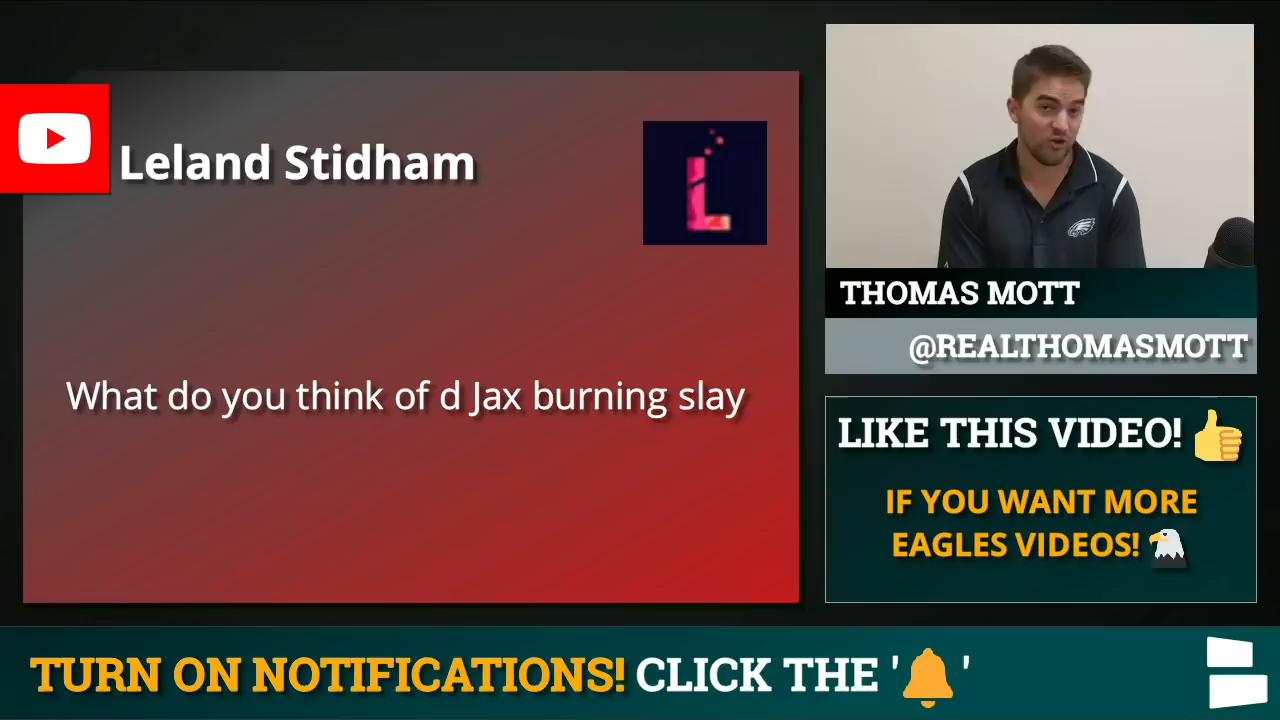 Leland Stidham
L
What do you think of d Jax burning slay
THOMAS MOTT
@REALTHOMASMOTT
LIKE THIS VIDEO!
IF YOU WANT MORE
EAGLES VIDEOS!
TURN ON NOTIFICATIONS! CLICK THE ' '